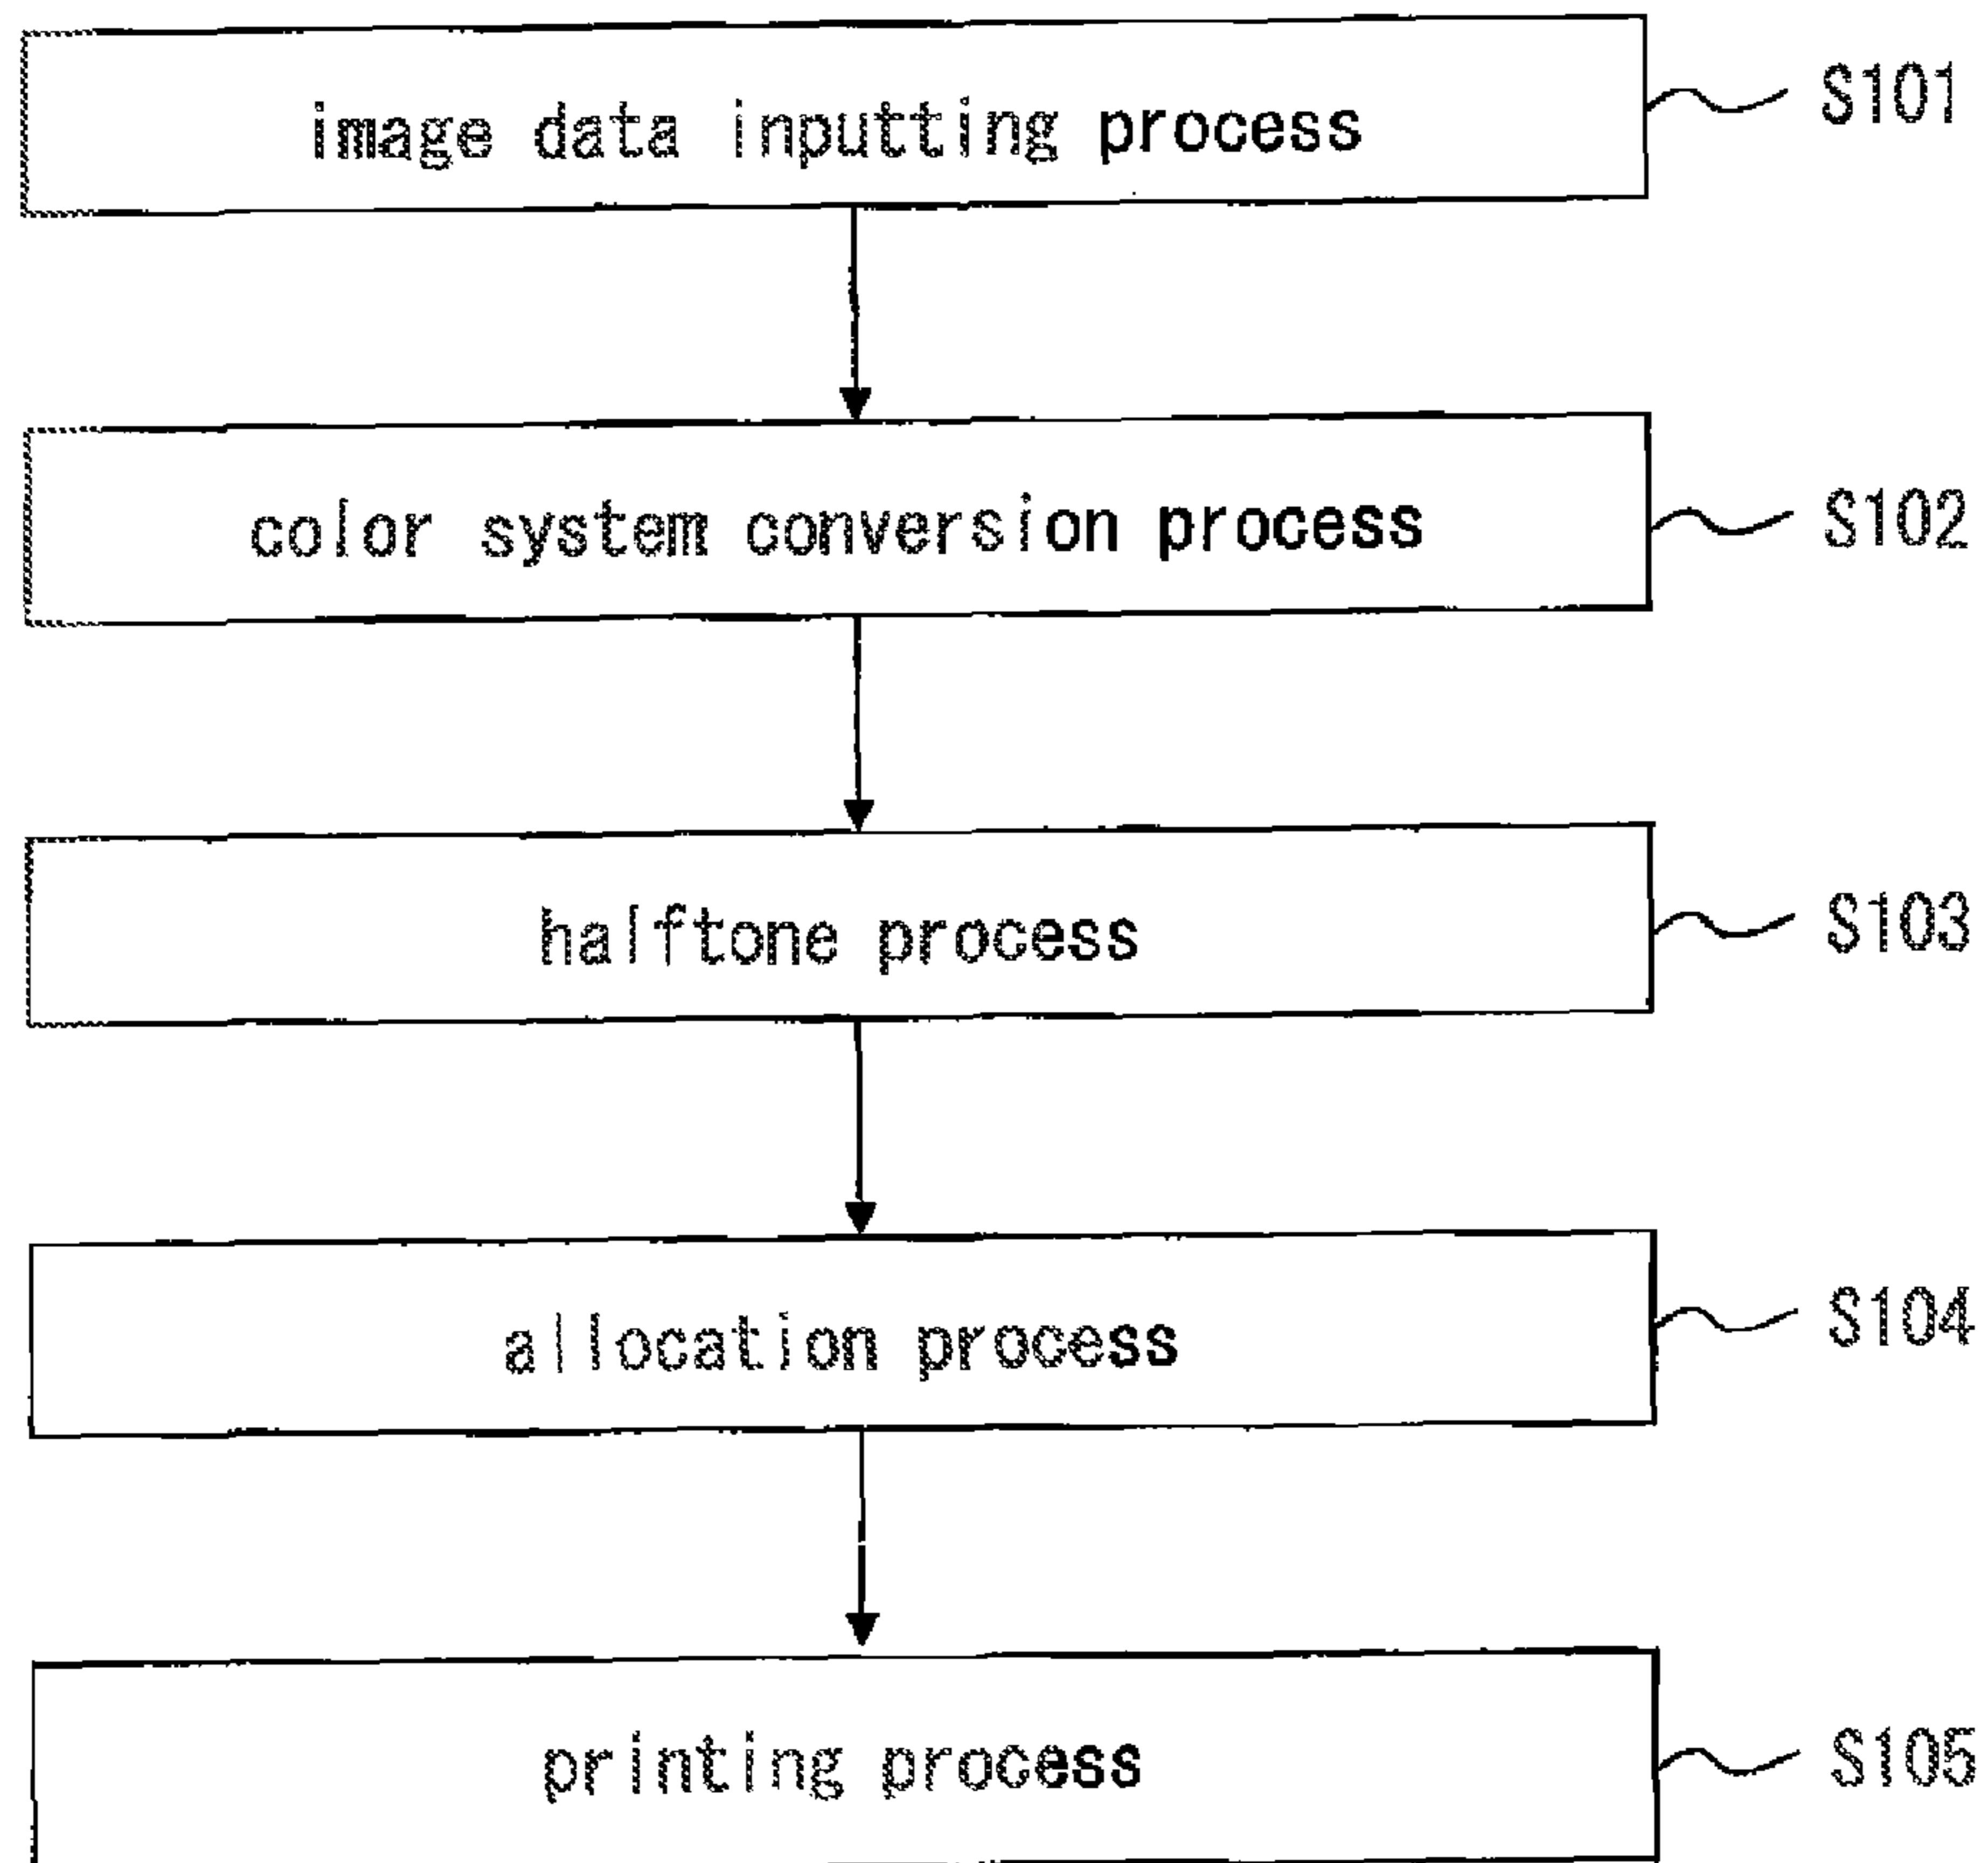 image data inputting process S101
color system conversion process S102
halftone process S103
allocation process S104
printing process S105